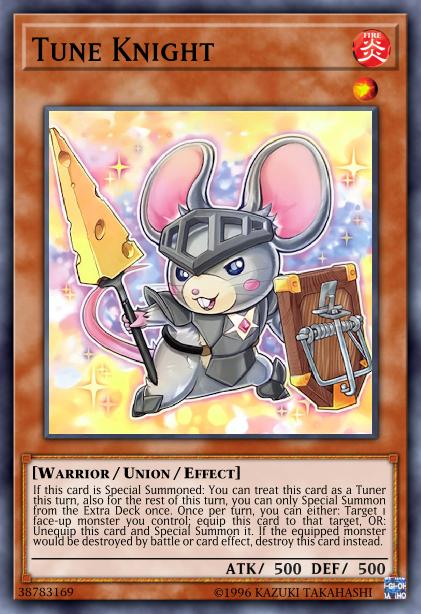 TUNE KNIGHT
FIRE
炎
[WARRIOR / UNION / EFFECT]
If this card is Special Summoned: You can treat this card as a Tuner
this turn, also for the rest of this turn, you can only Special Summon
from the Extra Deck once. Once per turn, you can either: Target 1
face-up monster you control; equip this card to that target, OR:
Unequip this card and Special Summon it. If the equipped monster
would be destroyed by battle or card effect, destroy this card instead.
ATK/ 500 DEF/ 500
38783169
©1996 KAZUKI TAKAHASHI